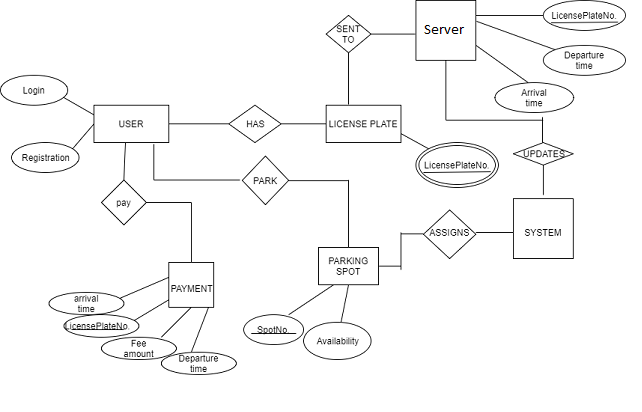 LicensePlateNo.
SENT
TO
Server
Departure
time
Login
Arrival
time
USER
HAS
LICENSE PLATE
Registration
UPDATES
LicensePlateNo.
PARK
pay
ASSIGNS
SYSTEM
PARKING
SPOT
PAYMENT
arrival
time
LicensePlateNo.
SpotNo.
Availability
Fee
amount
Departure
time